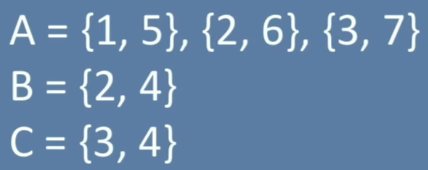 A = {1, 5}, {2, 6}, {3, 7}
B = {2, 4}
C = {3, 4}